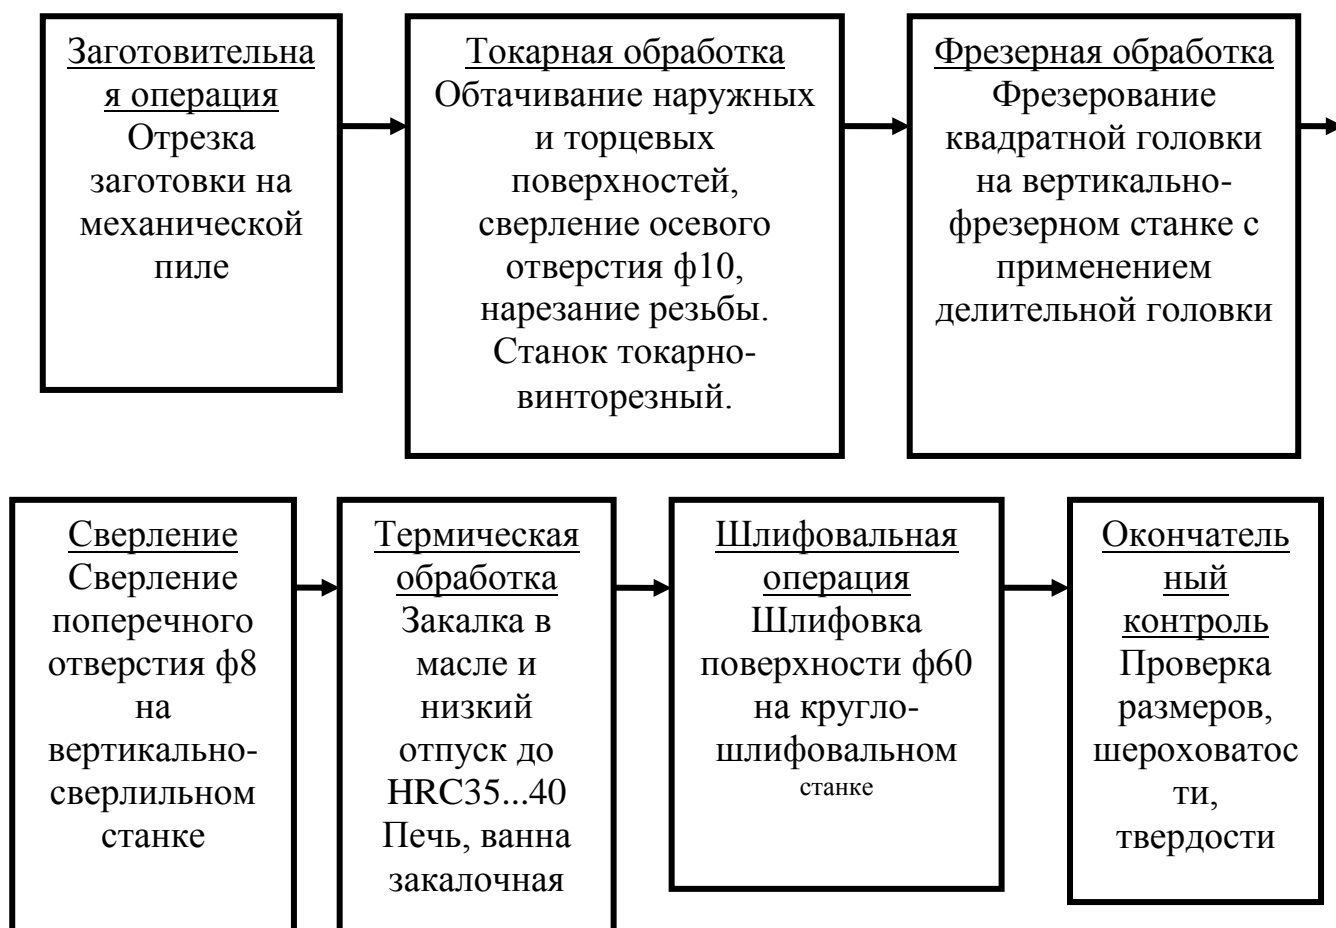 Заготовительна
я операция
Отрезка
заготовки на
механической
пиле
Токарная обработка
Обтачивание наружных
и торцевых
поверхностей,
сверление осевого
отверстия ф10,
нарезание резьбы.
Станок токарно-
винторезный.
Фрезерная обработка
Фрезерование
квадратной головки
на вертикально-
фрезерном станке с
применением
делительной головки
Сверление
Сверление
поперечного
отверстия ф8
на
вертикально-
сверлильном
станке
Термическая
обработка
Закалка в
масле и
низкий
отпуск до
HRC35...40
Печь, ванна
закалочная
Шлифовальная
операция
Шлифовка
поверхности ф60
на кругло-
шлифовальном
станке
Окончатель
ный
контроль
Проверка
размеров,
шероховатос
ти,
твердости